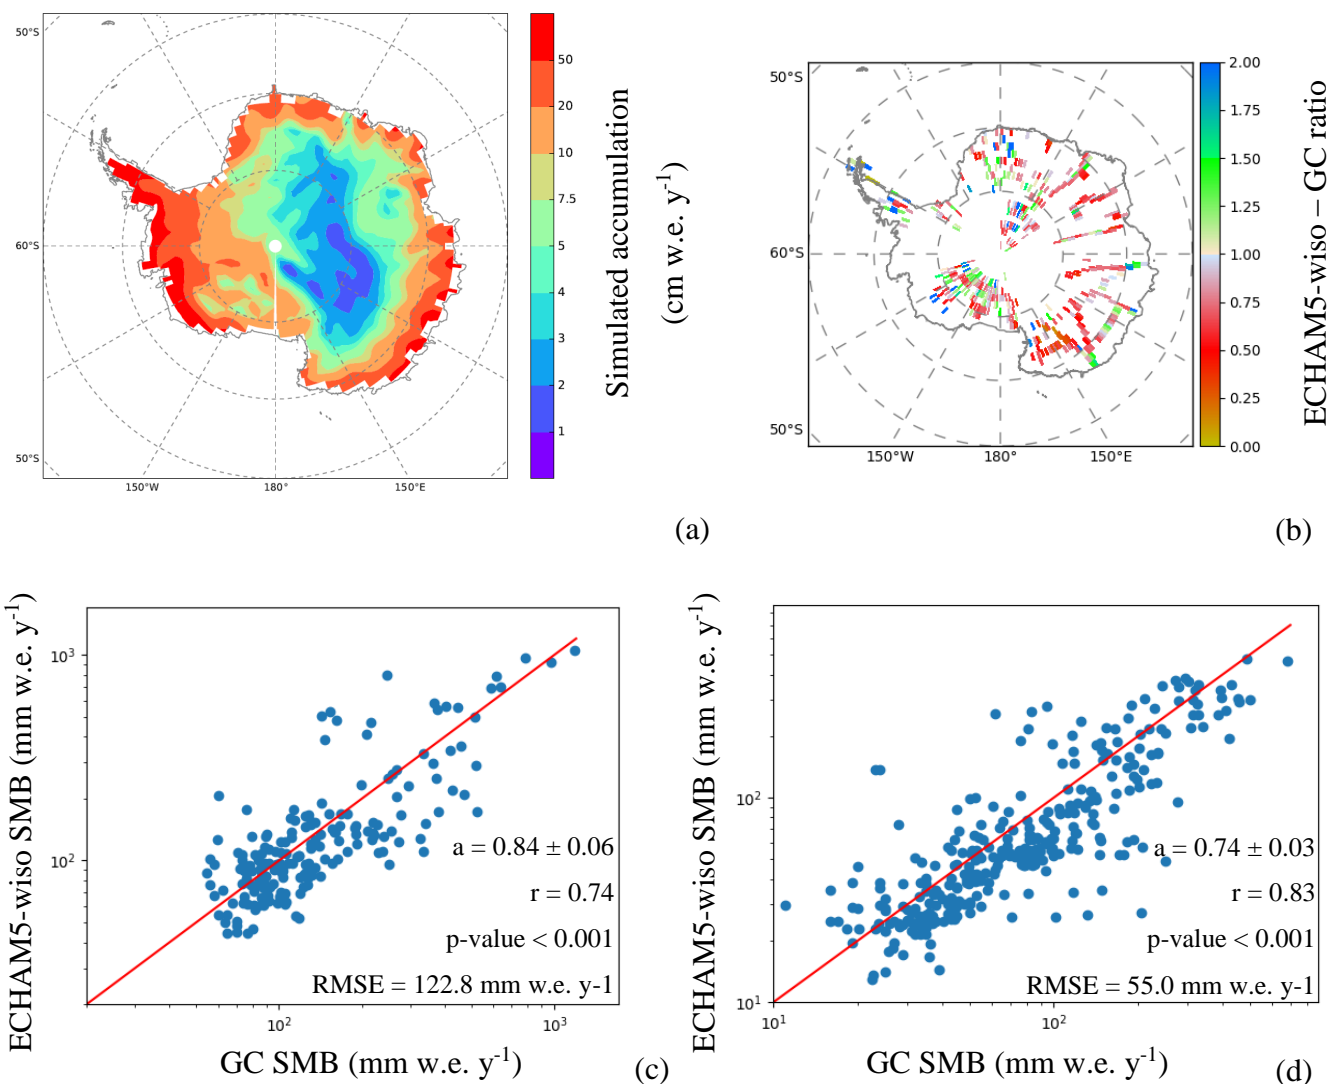 50°S
60°S
50°S
150°W
180°
150°E
50
20
10
7.5
5
4
3
2
1
Simulated accumulation
(cm w.e. y⁻¹)
(a)
50°S
60°S
50°S
150°W
180°
150°E
2.00
1.75
1.50
1.25
1.00
0.75
0.50
0.25
0.00
ECHAM5-wiso – GC ratio
(b)
ECHAM5-wiso SMB (mm w.e. y⁻¹)
10³
10²
10²
10³
a = 0.84 ± 0.06
r = 0.74
p-value < 0.001
RMSE = 122.8 mm w.e. y-1
GC SMB (mm w.e. y⁻¹)
(c)
ECHAM5-wiso SMB (mm w.e. y⁻¹)
10²
10¹
10¹
10²
a = 0.74 ± 0.03
r = 0.83
p-value < 0.001
RMSE = 55.0 mm w.e. y-1
GC SMB (mm w.e. y⁻¹)
(d)